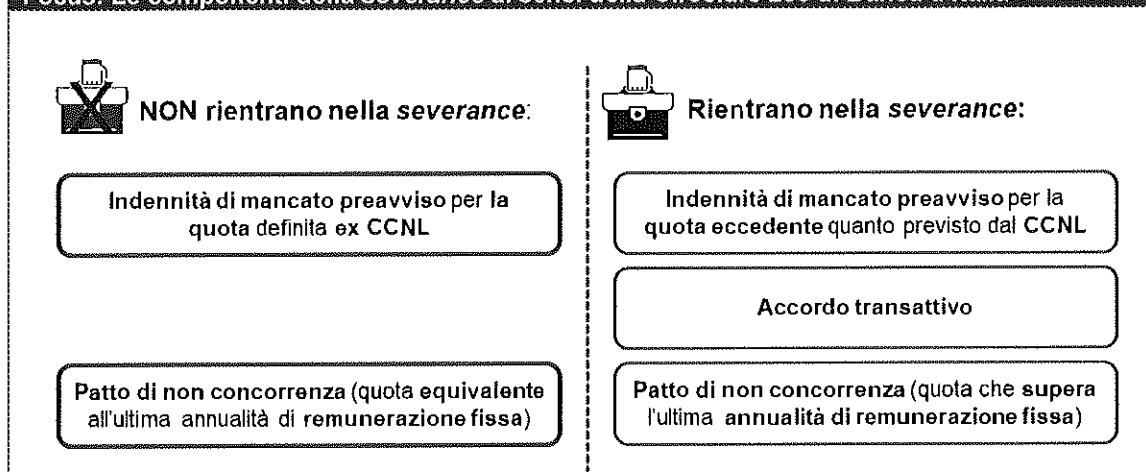 NON rientrano nella severance:
Indennità di mancato preavviso per la
quota definita ex CCNL
Patto di non concorrenza (quota equivalente
all'ultima annualità di remunerazione fissa)
Rientrano nella severance:
Indennità di mancato preavviso per la
quota eccedente quanto previsto dal CCNL
Accordo transattivo
Patto di non concorrenza (quota che supera
l'ultima annualità di remunerazione fissa)